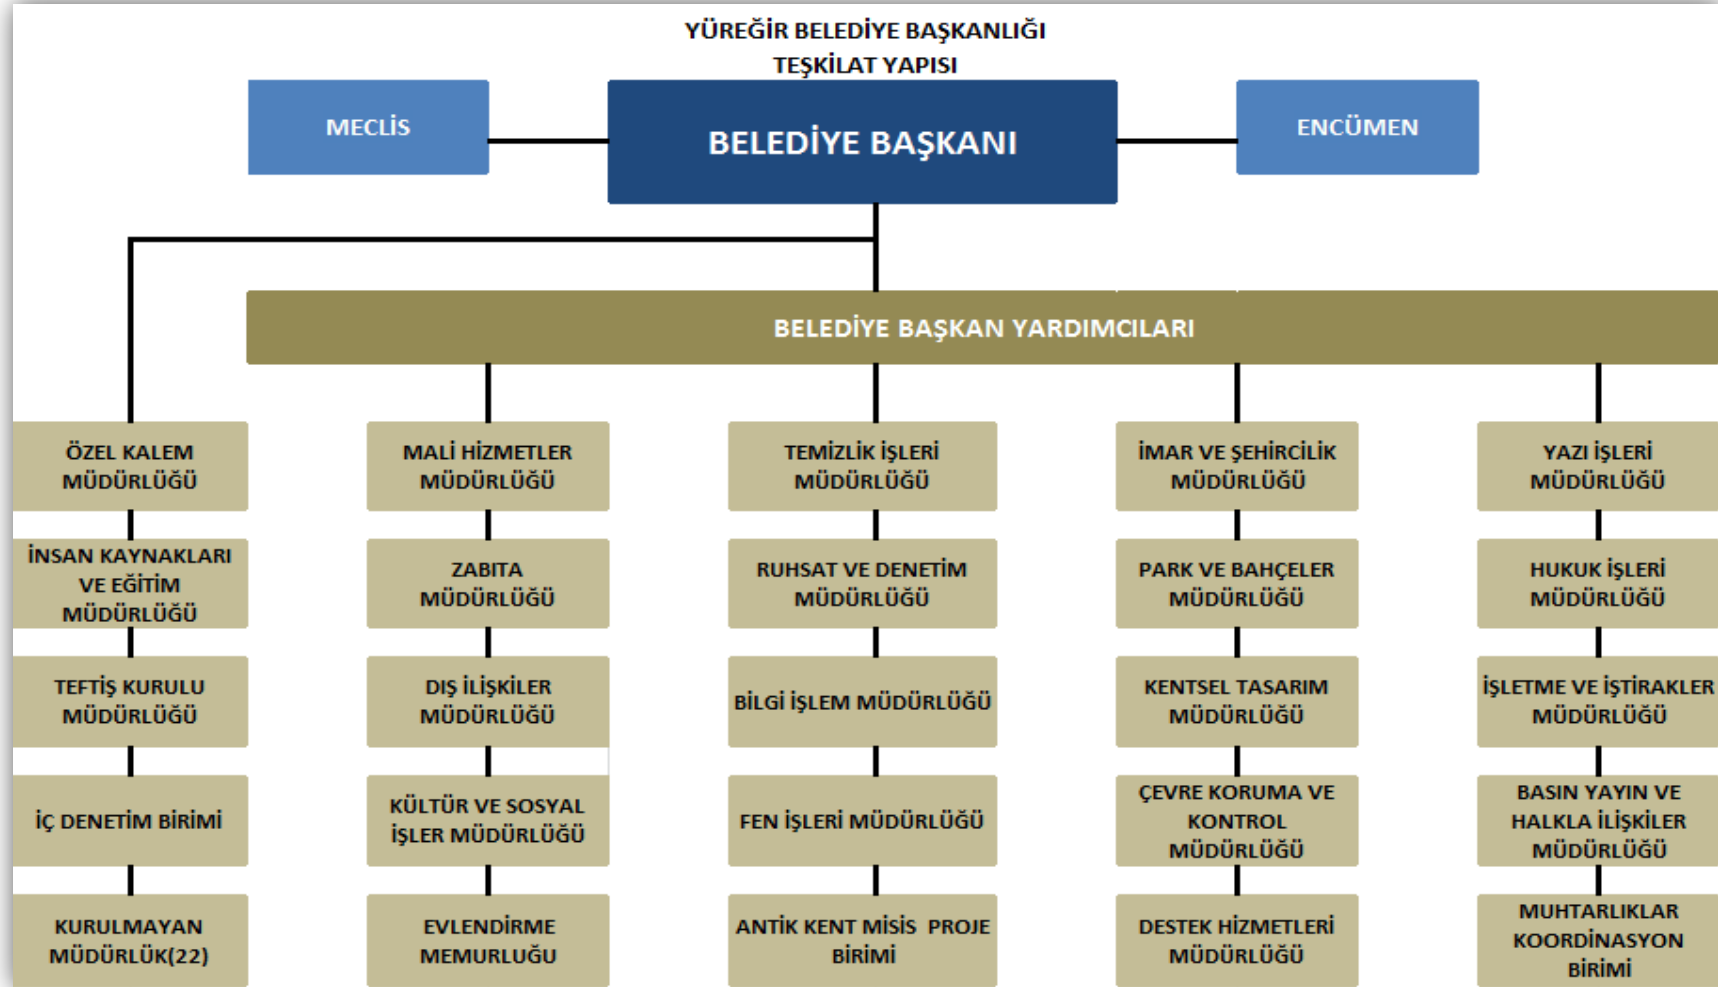 YÜREĞİR BELEDİYE BAŞKANLIĞI
TEŞKİLAT YAPISI
MECLİS
BELEDİYE BAŞKANI
ENCÜMEN
BELEDİYE BAŞKAN YARDIMCILARI
ÖZEL KALEM
MÜDÜRLÜĞÜ
MALİ HİZMETLER
MÜDÜRLÜĞÜ
TEMİZLİK İŞLERİ
MÜDÜRLÜĞÜ
İMAR VE ŞEHİRCİLİK
MÜDÜRLÜĞÜ
YAZI İŞLERİ
MÜDÜRLÜĞÜ
İNSAN KAYNAKLARI
VE EĞİTİM
MÜDÜRLÜĞÜ
ZABITA
MÜDÜRLÜĞÜ
RUHSAT VE DENETİM
MÜDÜRLÜĞÜ
PARK VE BAHÇELER
MÜDÜRLÜĞÜ
HUKUK İŞLERİ
MÜDÜRLÜĞÜ
TEFTİŞ KURULU
MÜDÜRLÜĞÜ
DIŞ İLİŞKİLER
MÜDÜRLÜĞÜ
BİLGİ İŞLEM MÜDÜRLÜĞÜ
KENTSEL TASARIM
MÜDÜRLÜĞÜ
İŞLETME VE İŞTİRAKLER
MÜDÜRLÜĞÜ
İÇ DENETİM BİRİMİ
KÜLTÜR VE SOSYAL
İŞLER MÜDÜRLÜĞÜ
FEN İŞLERİ MÜDÜRLÜĞÜ
ÇEVRE KORUMA VE
KONTROL
MÜDÜRLÜĞÜ
BASIN YAYIN VE
HALKLA İLİŞKİLER
MÜDÜRLÜĞÜ
KURULMAYAN
MÜDÜRLÜK(22)
EVLENDİRME
MEMURLUĞU
ANTİK KENT MİSİS PROJE
BİRİMİ
DESTEK HİZMETLERİ
MÜDÜRLÜĞÜ
MUHTARLIKLAR
KOORDİNASYON
BİRİMİ